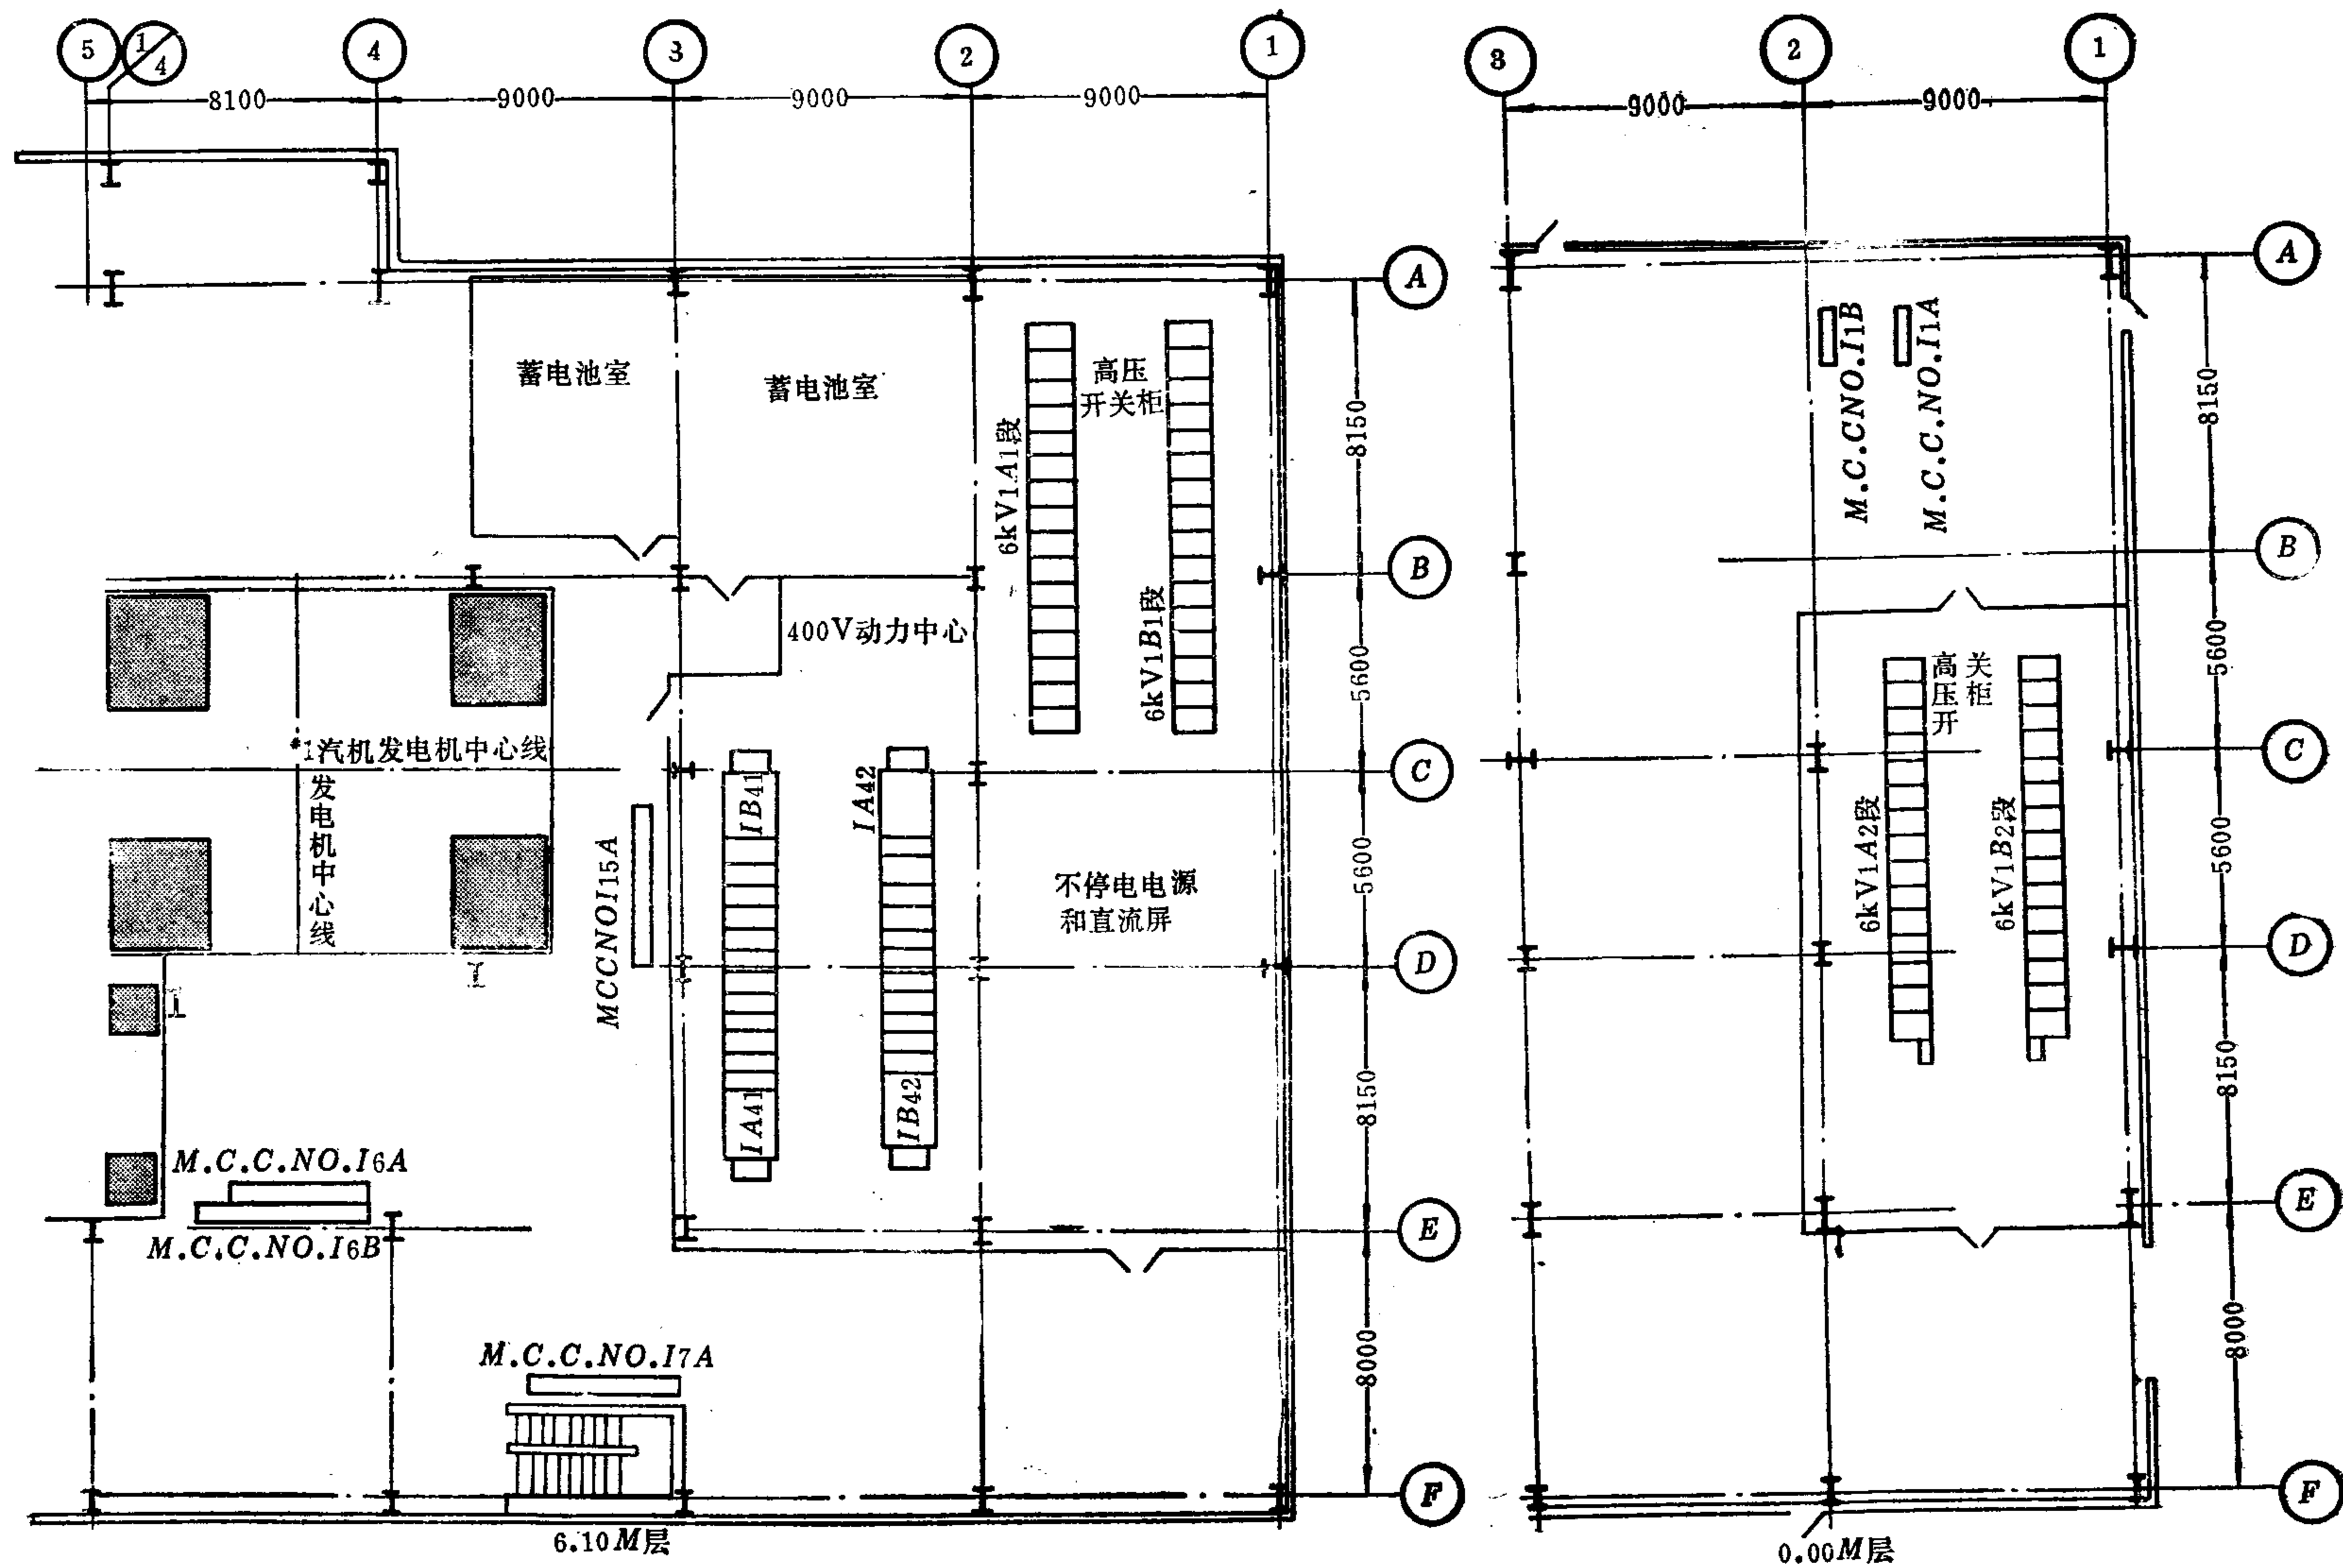 5
1/4
4
3
2
1
8100
9000
9000
9000
A
蓄电池室
蓄电池室
高压
开关柜
6kV1A1段
6kV1B1段
8150
B
400V动力中心
5600
#1汽机发电机中心线
发电机中心线
C
IB41
IA42
MCCNOI15A
不停电电源
和直流屏
5600
D
IA41
IB42
8150
M.C.C.NO.I6A
M.C.C.NO.I6B
E
M.C.C.NO.I7A
8000
F
6.10M层
3
2
1
9000
9000
A
M.C.CNO.I1B
M.C.C.NO.I1A
8150
B
高压开
关柜
5600
C
6kV1A2段
6kV1B2段
5600
D
8150
E
8000
F
0.00M层